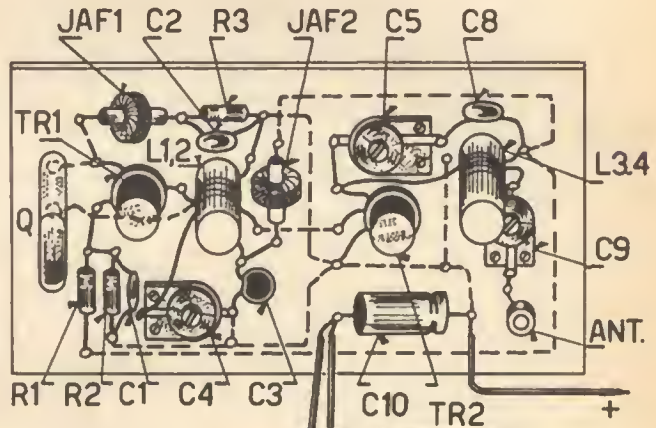 JAF1 C2 R3 JAF2 C5 C8
TR1
L1,2
L3.4
Q
C9
ANT.
R1 R2 C1 C4 C3 C10 TR2 +